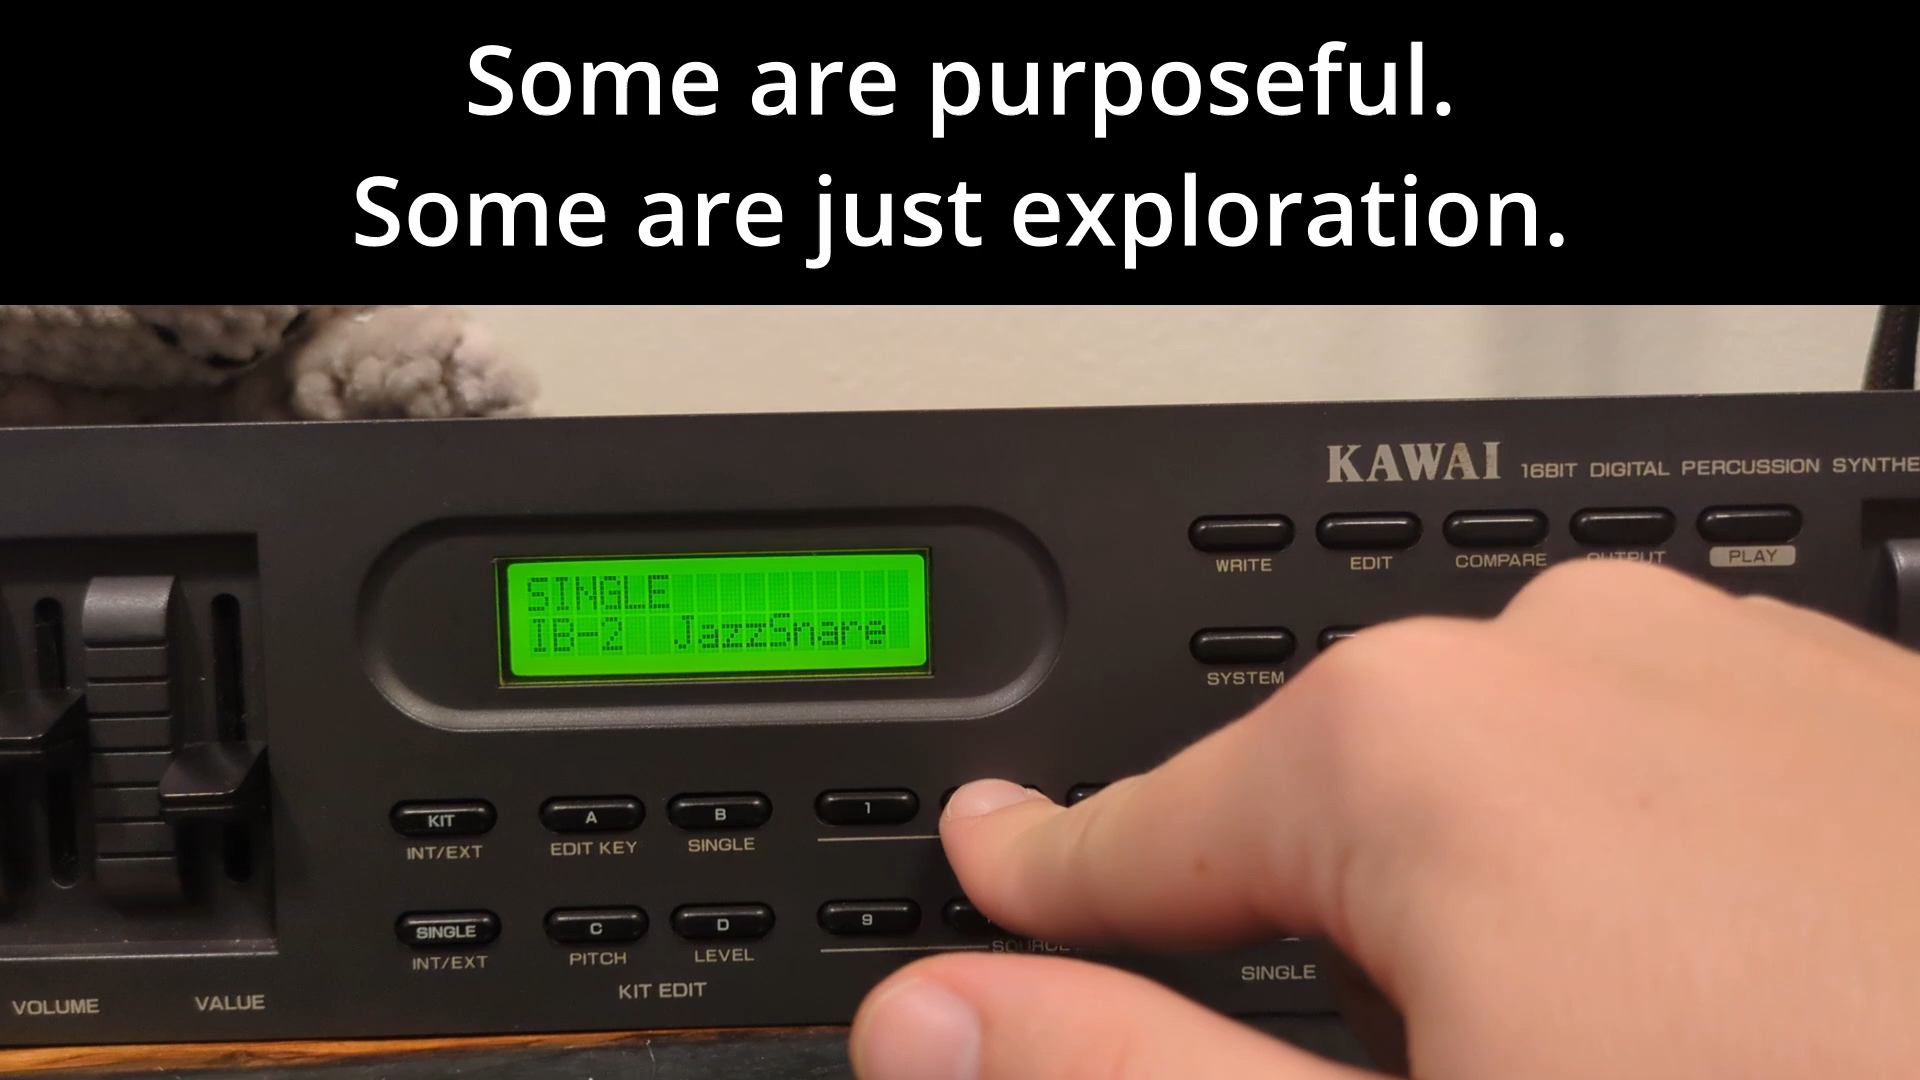 Some are purposeful.
Some are just exploration.
KAWAI 16BIT DIGITAL PERCUSSION SYNTHE
WRITE EDIT COMPARE OUTPUT PLAY
SINGLE
IB-2 JazzSnare
SYSTEM
KIT A B 1
INT/EXT EDIT KEY SINGLE
SINGLE C D 9
INT/EXT PITCH LEVEL SOURCE SINGLE
KIT EDIT
VOLUME VALUE